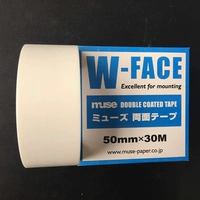 W-FACE
Excellent for mounting
muse DOUBLE COATED TAPE
ミューズ 両面テープ
50mm×30M
www.muse-paper.co.jp